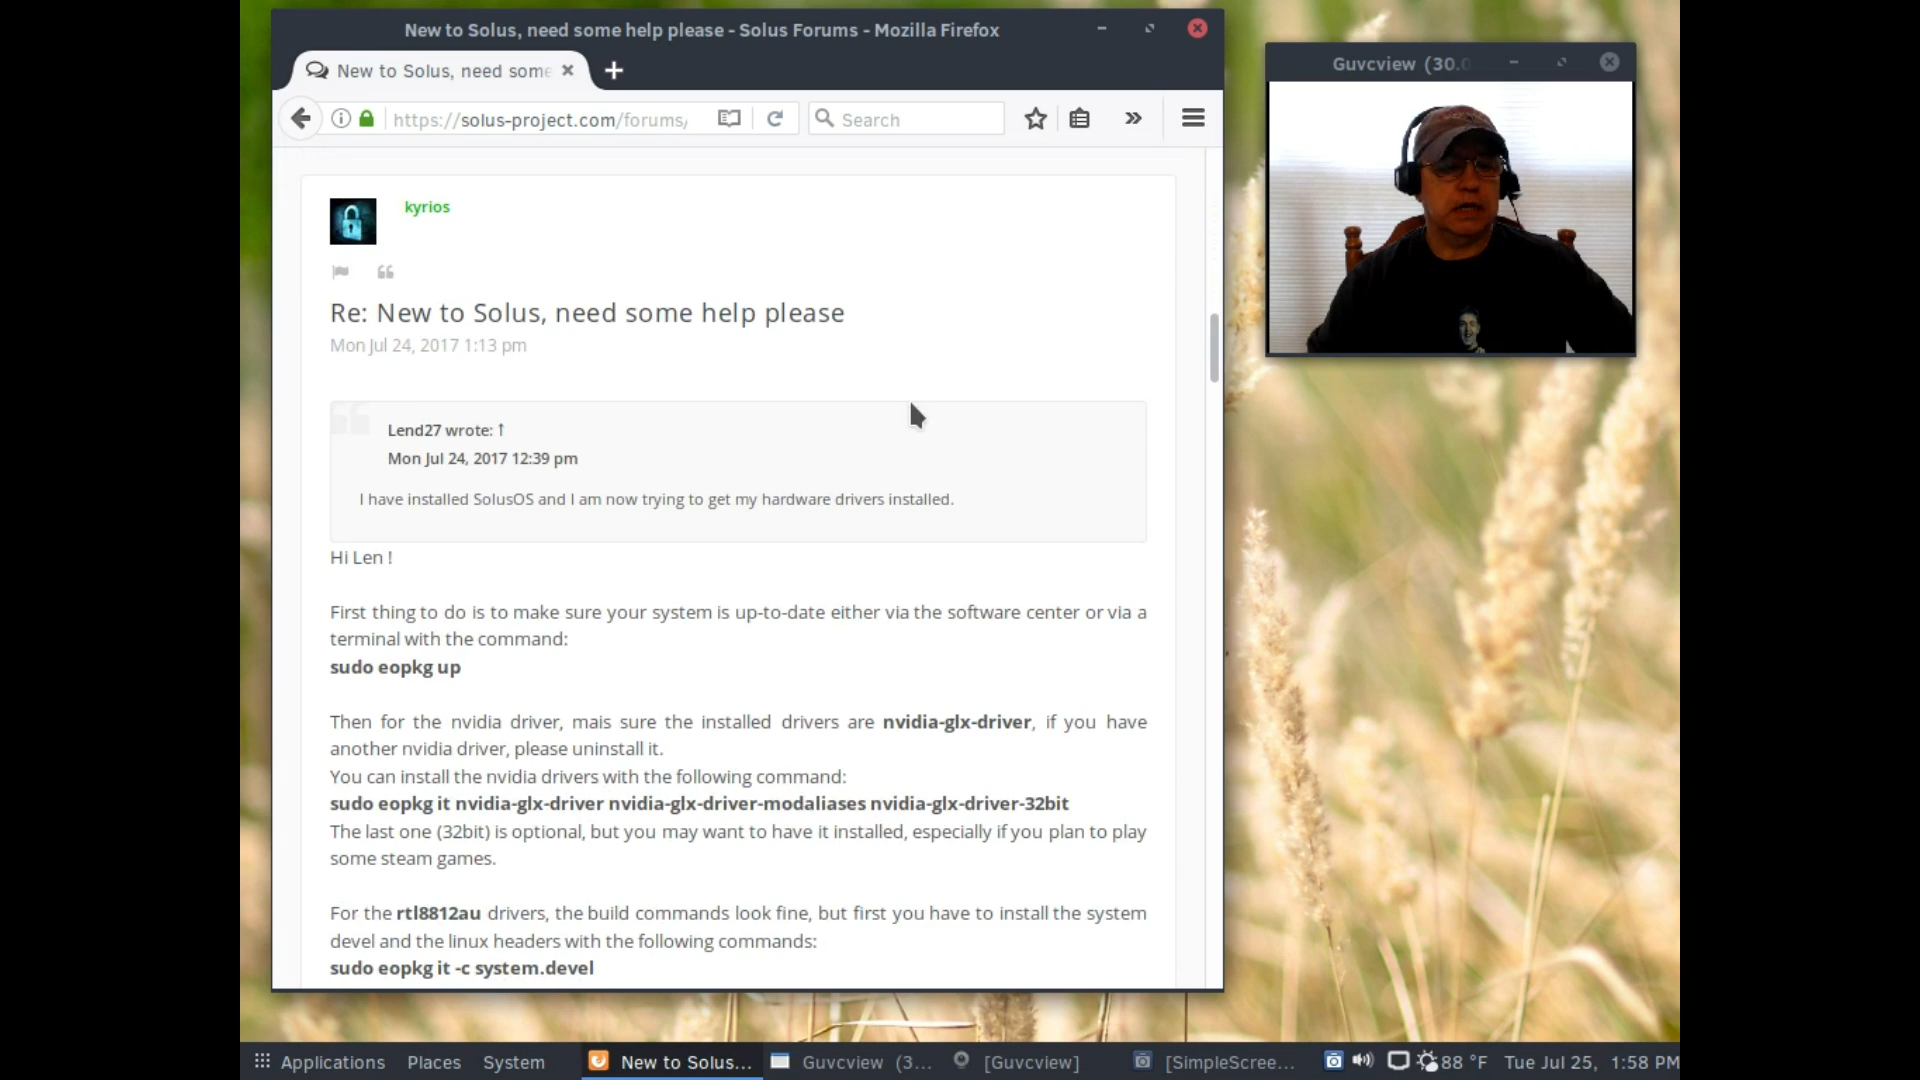 New to Solus, need some help please - Solus Forums - Mozilla Firefox
New to Solus, need some
https://solus-project.com/forums/
Search
kyrios
Re: New to Solus, need some help please
Mon Jul 24, 2017 1:13 pm
Lend27 wrote: ↑
Mon Jul 24, 2017 12:39 pm
I have installed SolusOS and I am now trying to get my hardware drivers installed.
Hi Len !
First thing to do is to make sure your system is up-to-date either via the software center or via a
terminal with the command:
sudo eopkg up
Then for the nvidia driver, mais sure the installed drivers are nvidia-glx-driver, if you have
another nvidia driver, please uninstall it.
You can install the nvidia drivers with the following command:
sudo eopkg it nvidia-glx-driver nvidia-glx-driver-modaliases nvidia-glx-driver-32bit
The last one (32bit) is optional, but you may want to have it installed, especially if you plan to play
some steam games.
For the rtl8812au drivers, the build commands look fine, but first you have to install the system
devel and the linux headers with the following commands:
sudo eopkg it -c system.devel
Guvcview (30.0
Applications Places System New to Solus... Guvcview (3... [Guvcview] [SimpleScree... 88 °F Tue Jul 25, 1:58 PM